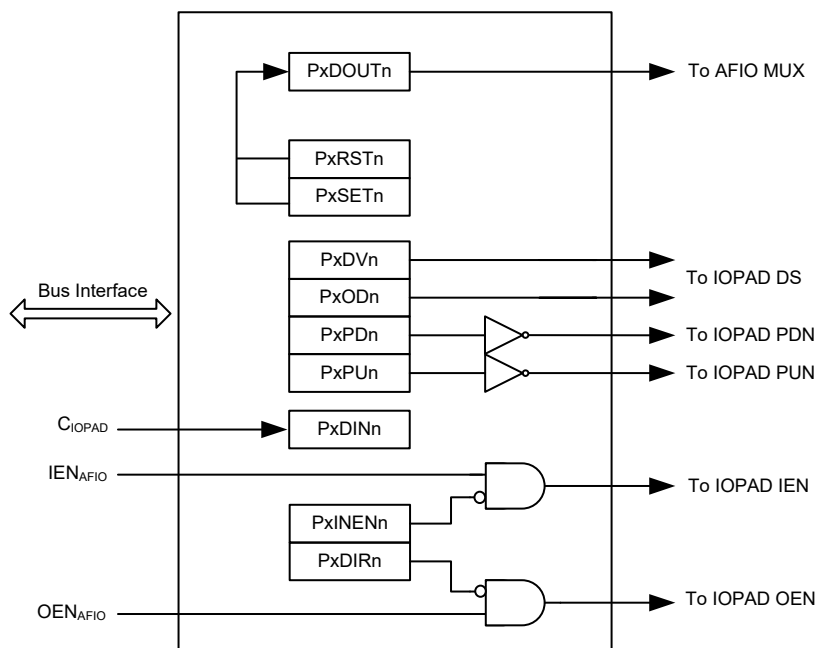 PxDOUTn
To AFIO MUX
PxRSTn
PxSETn
PxDVn
To IOPAD DS
Bus Interface
PxODn
PxPDn
To IOPAD PDN
PxPUn
To IOPAD PUN
CIOPAD
PxDINn
IENAFIO
To IOPAD IEN
PxINENn
PxDIRn
To IOPAD OEN
OENAFIO